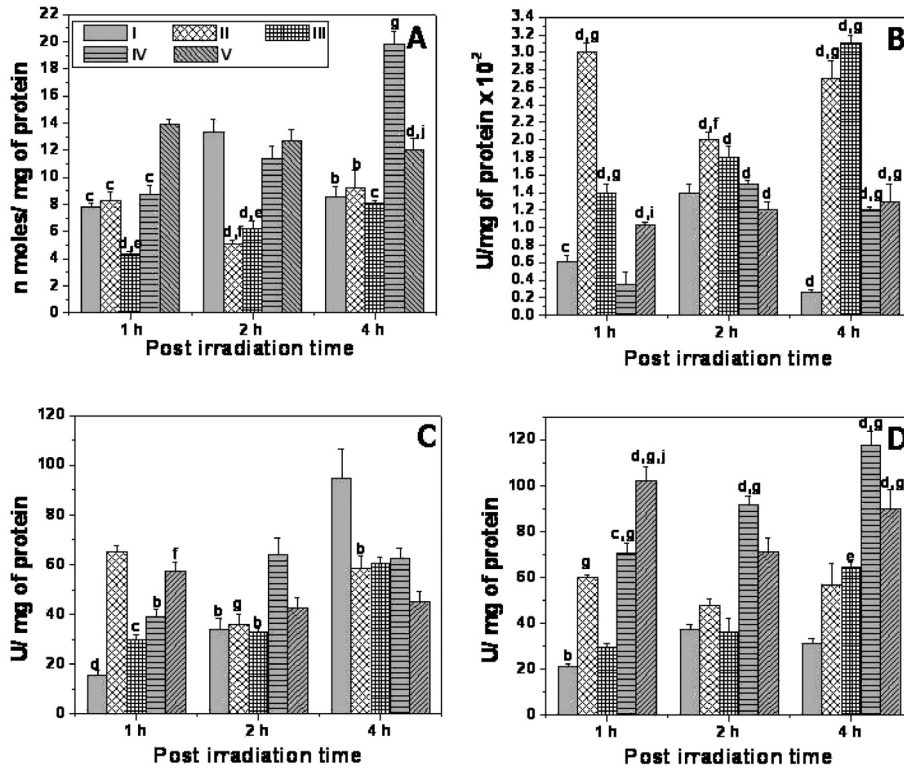 A
I II III
IV V
22
20
18
16
14
12
10
8
6
4
2
0
n moles/ mg of protein
c c d,e c
d,f d,e
b b c g d,j
1 h 2 h 4 h
Post irradiation time
B
3.4
3.2
3.0
2.8
2.6
2.4
2.2
2.0
1.8
1.6
1.4
1.2
1.0
0.8
0.6
0.4
0.2
0.0
U/mg of protein x 10-2
c d,g d,g d,i
d,f d d d
d d,g d,g d,g d,g
1 h 2 h 4 h
Post irradiation time
C
120
100
80
60
40
20
0
U/ mg of protein
d c b f
b g b
b
1 h 2 h 4 h
Post irradiation time
D
120
100
80
60
40
20
0
U/ mg of protein
b g c,g d,g,j
d,g
e d,g d,g
1 h 2 h 4 h
Post irradiation time